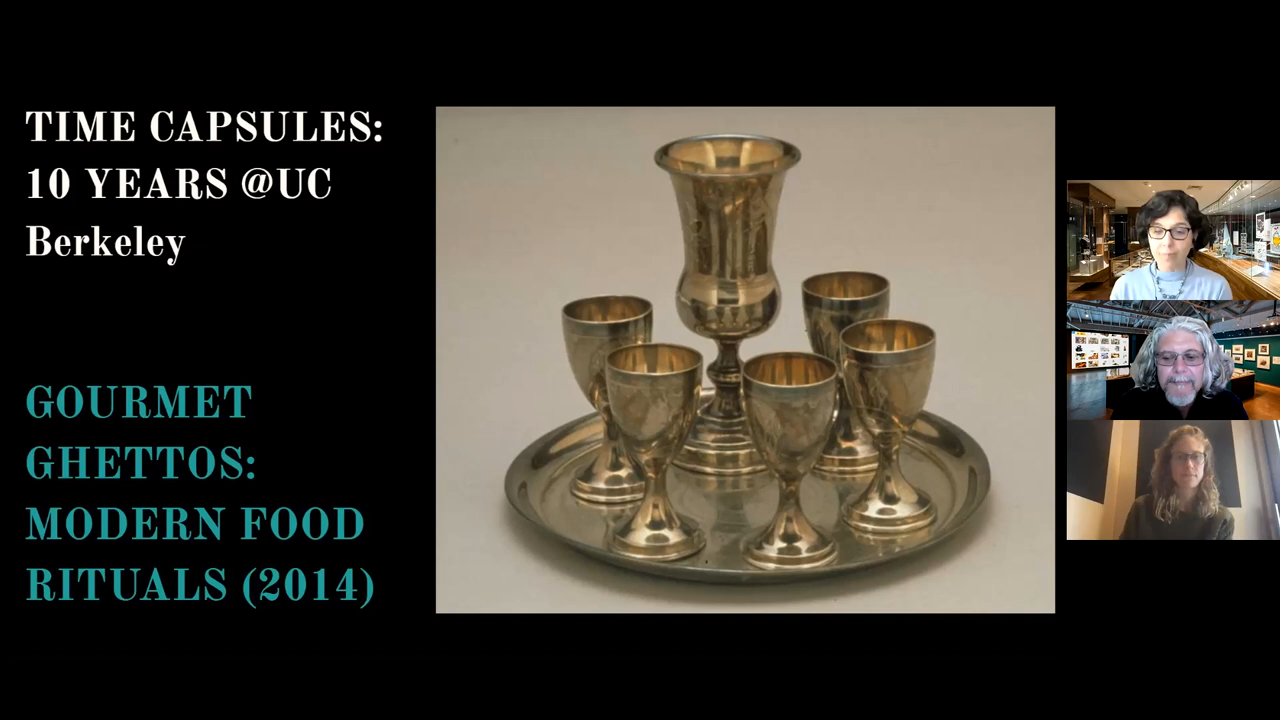 TIME CAPSULES:
10 YEARS @UC
Berkeley
GOURMET
GHETTOS:
MODERN FOOD
RITUALS (2014)